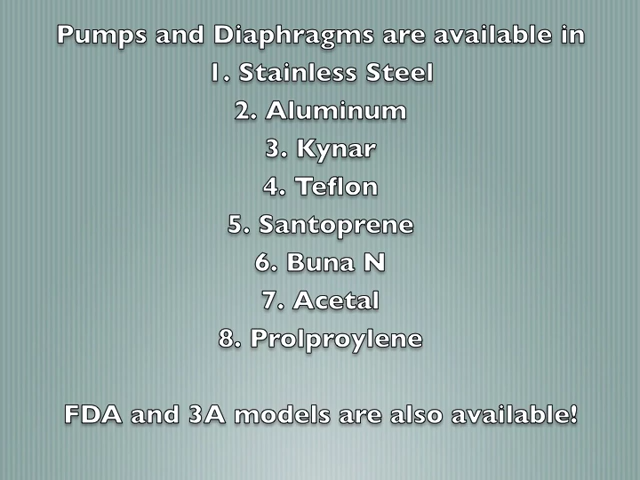 Pumps and Diaphragms are available in
1. Stainless Steel
2. Aluminum
3. Kynar
4. Teflon
5. Santoprene
6. Buna N
7. Acetal
8. Prolproylene
FDA and 3A models are also available!